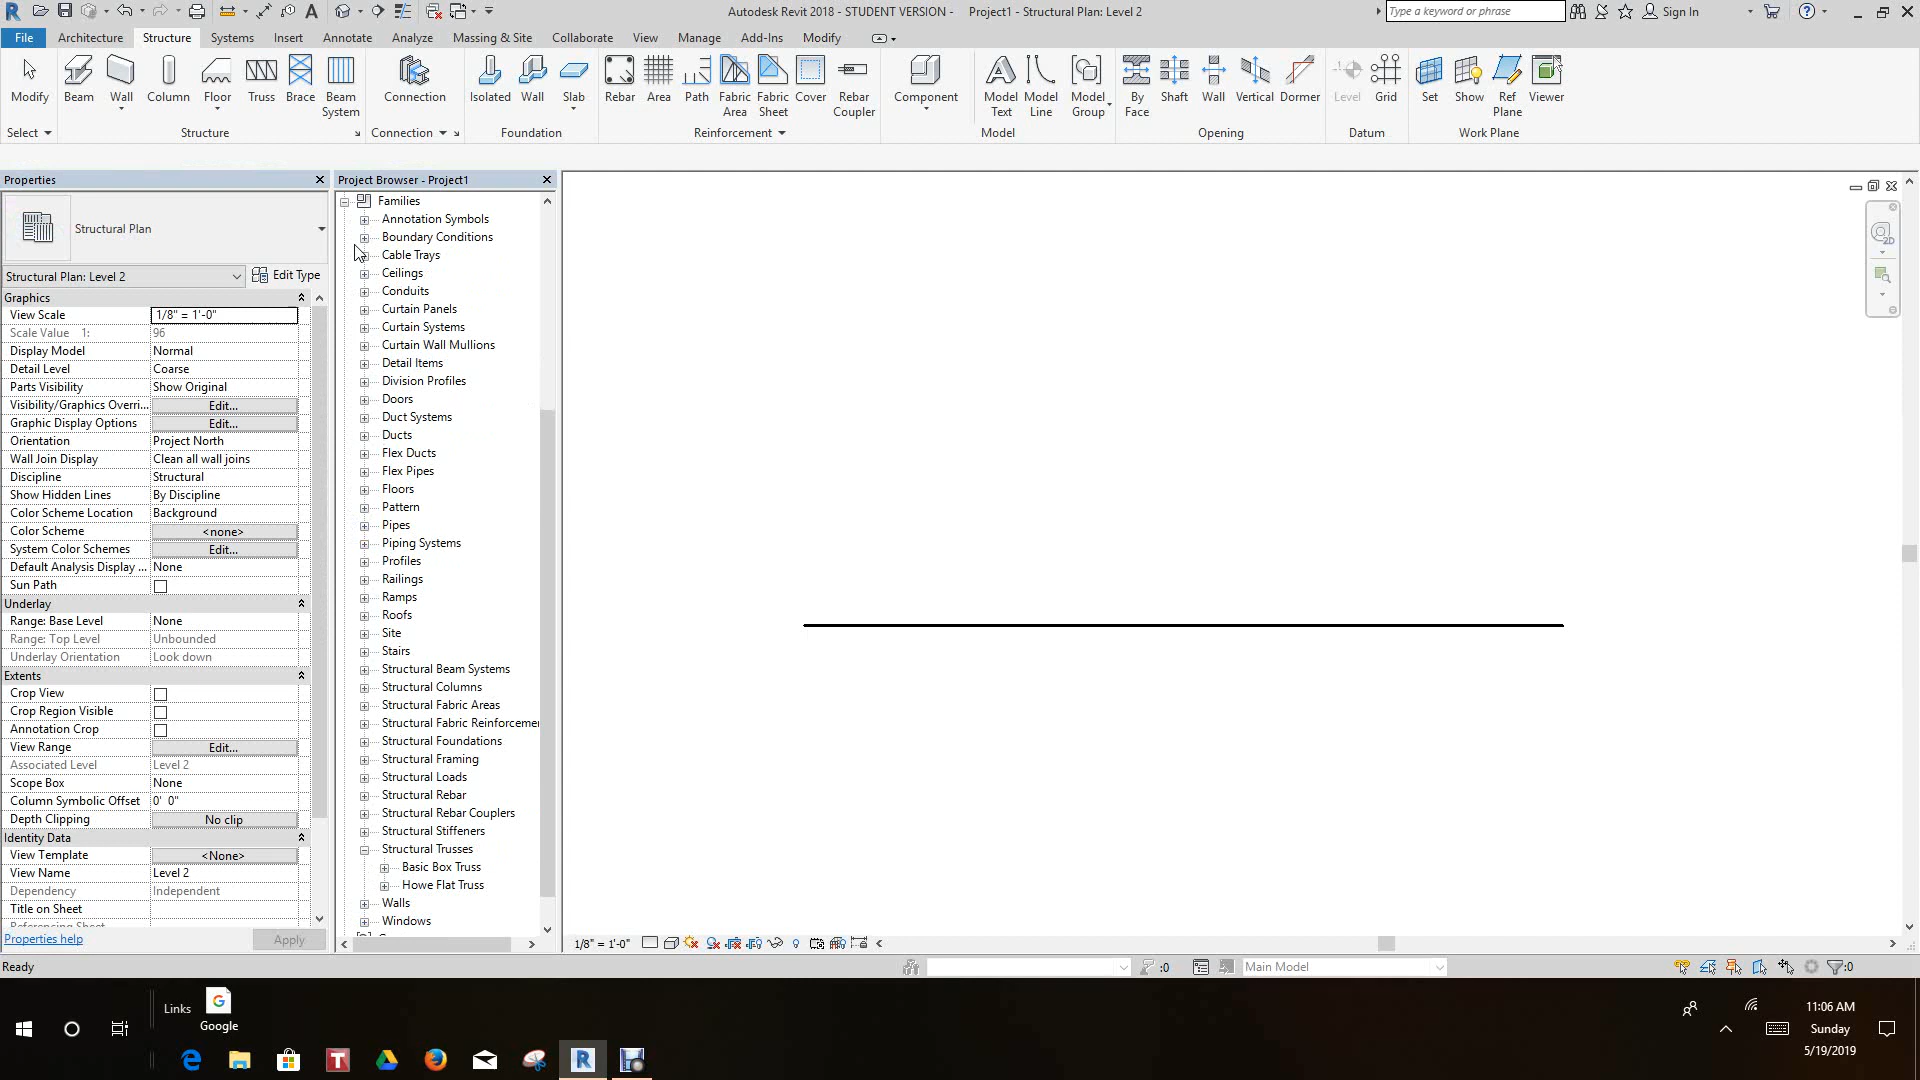 Autodesk Revit 2018 - STUDENT VERSION - Project1 - Structural Plan: Level 2
Type a keyword or phrase
Sign In
File Architecture Structure Systems Insert Annotate Analyze Massing & Site Collaborate View Manage Add-Ins Modify
Modify Beam Wall Column Floor Truss Brace Beam System Connection Isolated Wall Slab Rebar Area Path Fabric Area Fabric Sheet Cover Rebar Coupler Component Model Text Model Line Model Group By Face Shaft Wall Vertical Dormer Level Grid Set Show Ref Plane Viewer
Select Structure Connection Foundation Reinforcement Model Opening Datum Work Plane
Properties
Structural Plan
Structural Plan: Level 2 Edit Type
Graphics
View Scale 1/8" = 1'-0"
Scale Value 1: 96
Display Model Normal
Detail Level Coarse
Parts Visibility Show Original
Visibility/Graphics Overri... Edit...
Graphic Display Options Edit...
Orientation Project North
Wall Join Display Clean all wall joins
Discipline Structural
Show Hidden Lines By Discipline
Color Scheme Location Background
Color Scheme <none>
System Color Schemes Edit...
Default Analysis Display ... None
Sun Path
Underlay
Range: Base Level None
Range: Top Level Unbounded
Underlay Orientation Look down
Extents
Crop View
Crop Region Visible
Annotation Crop
View Range Edit...
Associated Level Level 2
Scope Box None
Column Symbolic Offset 0' 0"
Depth Clipping No clip
Identity Data
View Template <None>
View Name Level 2
Dependency Independent
Title on Sheet
Referencing Sheet
Properties help Apply
Project Browser - Project1
Families
Annotation Symbols
Boundary Conditions
Cable Trays
Ceilings
Conduits
Curtain Panels
Curtain Systems
Curtain Wall Mullions
Detail Items
Division Profiles
Doors
Duct Systems
Ducts
Flex Ducts
Flex Pipes
Floors
Pattern
Pipes
Piping Systems
Profiles
Railings
Ramps
Roofs
Site
Stairs
Structural Beam Systems
Structural Columns
Structural Fabric Areas
Structural Fabric Reinforcemen
Structural Foundations
Structural Framing
Structural Loads
Structural Rebar
Structural Rebar Couplers
Structural Stiffeners
Structural Trusses
Basic Box Truss
Howe Flat Truss
Walls
Windows
2D
1/8" = 1'-0"
Ready
:0
Main Model
:0
Links
Google
11:06 AM
Sunday
5/19/2019